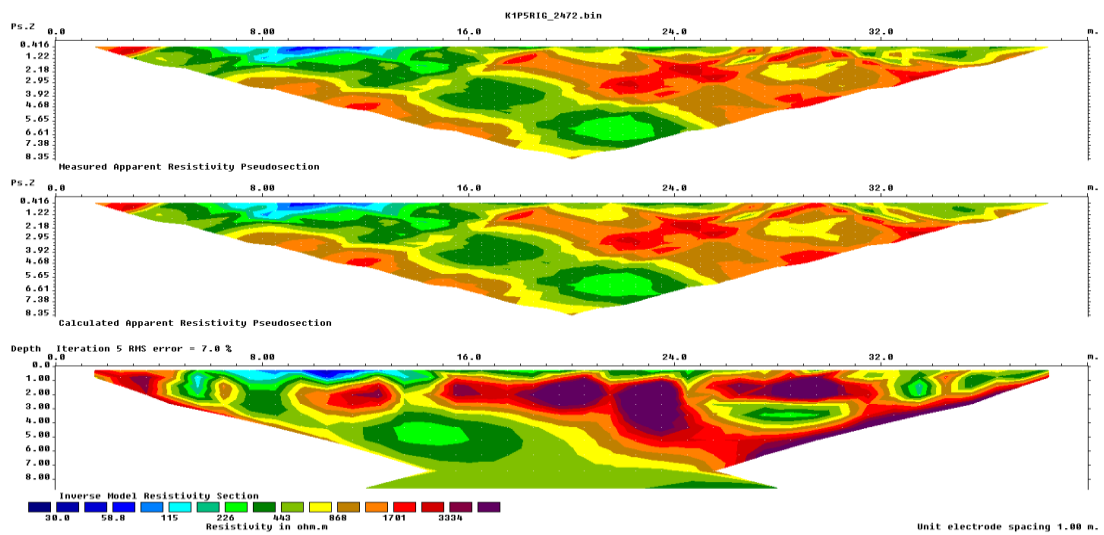 K1P5RIG_2472.bin
Ps.Z 0.0 8.00 16.0 24.0 32.0 m.
0.416
1.22
2.18
2.95
3.92
4.68
5.65
6.61
7.38
8.35
Measured Apparent Resistivity Pseudosection
Ps.Z 0.0 8.00 16.0 24.0 32.0 m.
0.416
1.22
2.18
2.95
3.92
4.68
5.65
6.61
7.38
8.35
Calculated Apparent Resistivity Pseudosection
Depth Iteration 5 RMS error = 7.0 %
0.0 8.00 16.0 24.0 32.0 m.
0.0
1.00
2.00
3.00
4.00
5.00
6.00
7.00
8.00
Inverse Model Resistivity Section
30.0 58.8 115 226 443 868 1701 3334
Resistivity in ohm.m
Unit electrode spacing 1.00 m.